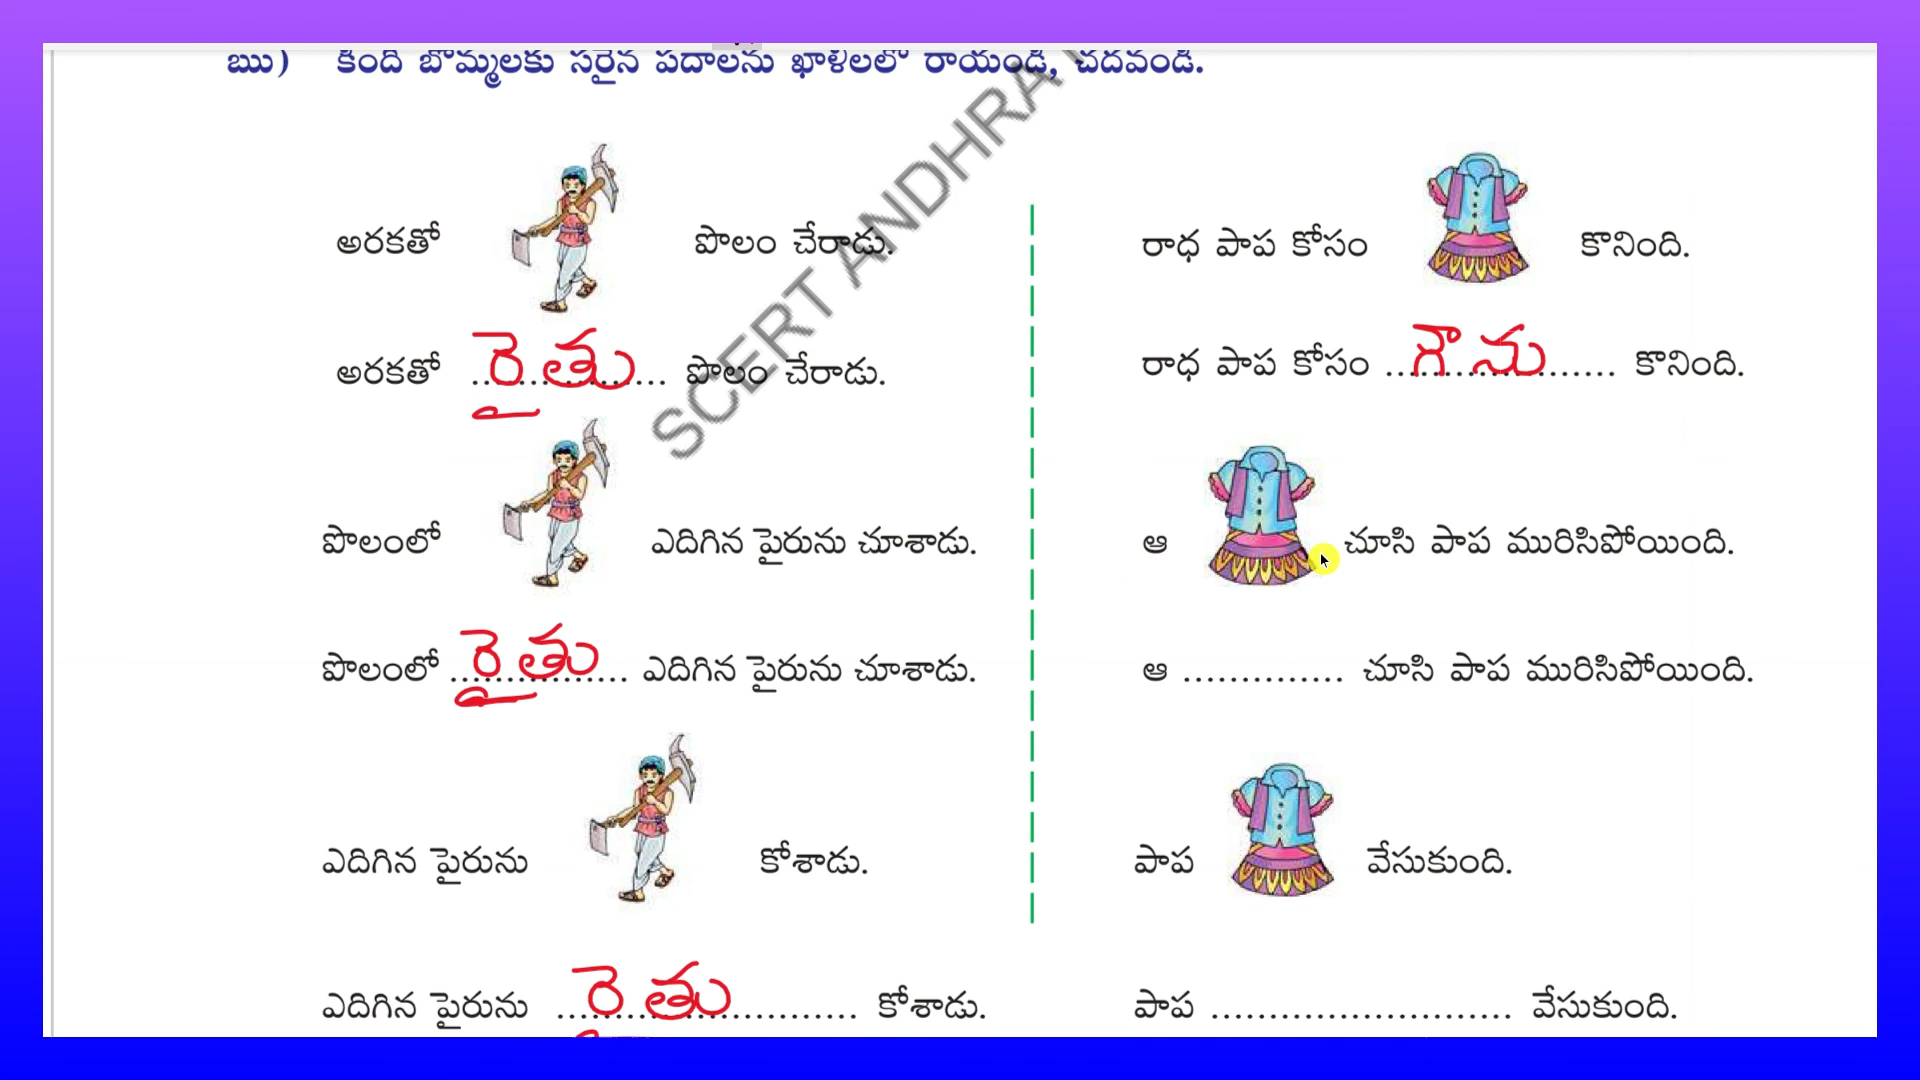 ఋ) కింది బొమ్మలకు సరైన పదాలను ఖాళీలలో రాయండి, చదవండి.
అరకతో పొలం చేరాడు.
అరకతో రైతు పొలం చేరాడు.
పొలంలో ఎదిగిన పైరును చూశాడు.
పొలంలో రైతు ఎదిగిన పైరును చూశాడు.
ఎదిగిన పైరును కోశాడు.
ఎదిగిన పైరును రైతు కోశాడు.
రాధ పాప కోసం కొనింది.
రాధ పాప కోసం గౌను కొనింది.
ఆ చూసి పాప మురిసిపోయింది.
ఆ .............. చూసి పాప మురిసిపోయింది.
పాప వేసుకుంది.
పాప .......................... వేసుకుంది.
SCERT ANDHRA